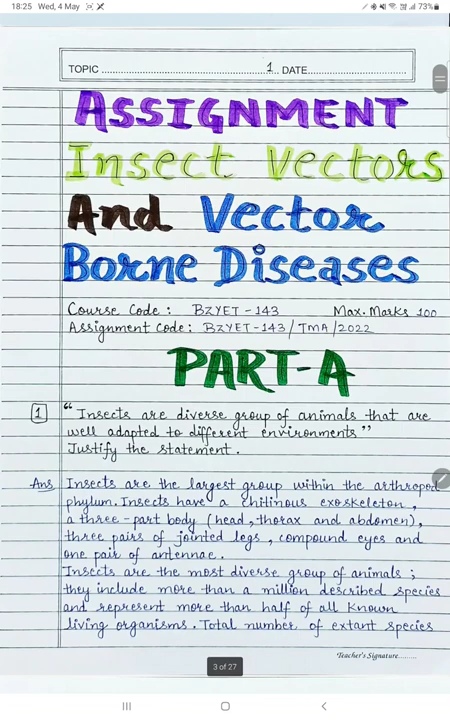 18:25 Wed, 4 May 73%
TOPIC ........................................ 1.. DATE..............................
ASSIGNMENT
Insect Vectors
And Vector
Borne Diseases
Course Code : BZYET - 143 Max. Marks 100
Assignment Code : BZYET-143/TMA/2022
PART-A
1 “Insects are diverse group of animals that are
well adapted to different environments”
Justify the statement.
Ans Insects are the largest group within the arthropod
phylum. Insects have a chitinous exoskeleton,
a three-part body (head, thorax and abdomen),
three pairs of jointed legs, compound eyes and
one pair of antennae.
Insects are the most diverse group of animals ;
they include more than a million described species
and represent more than half of all known
living organisms. Total number of extant species
3 of 27
Teacher's Signature.........